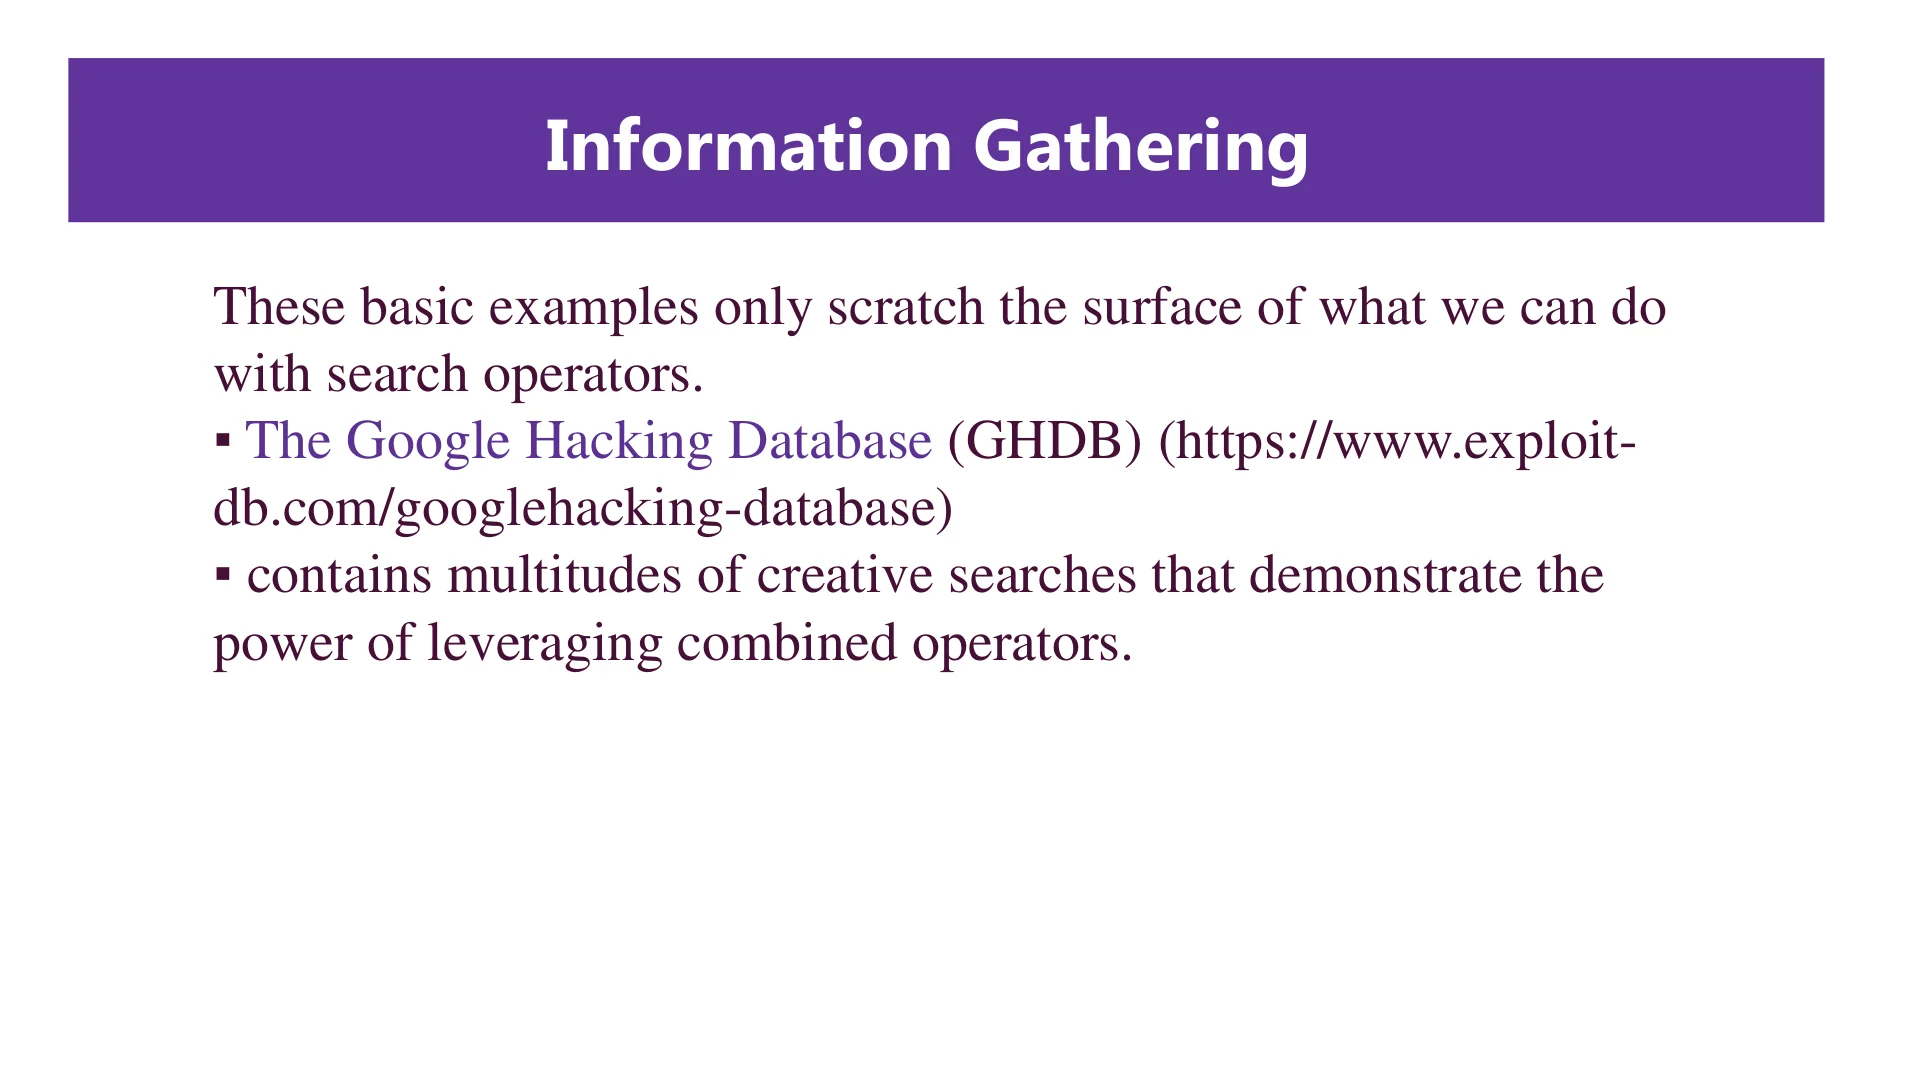 Information Gathering
These basic examples only scratch the surface of what we can do
with search operators.
▪ The Google Hacking Database (GHDB) (https://www.exploit-
db.com/googlehacking-database)
▪ contains multitudes of creative searches that demonstrate the
power of leveraging combined operators.